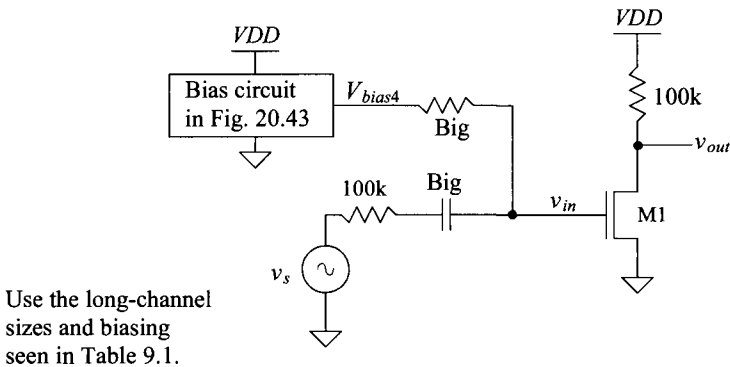 VDD
VDD
Bias circuit
in Fig. 20.43
Vbias4
Big
100k
vout
100k
Big
vin
M1
vs
Use the long-channel
sizes and biasing
seen in Table 9.1.